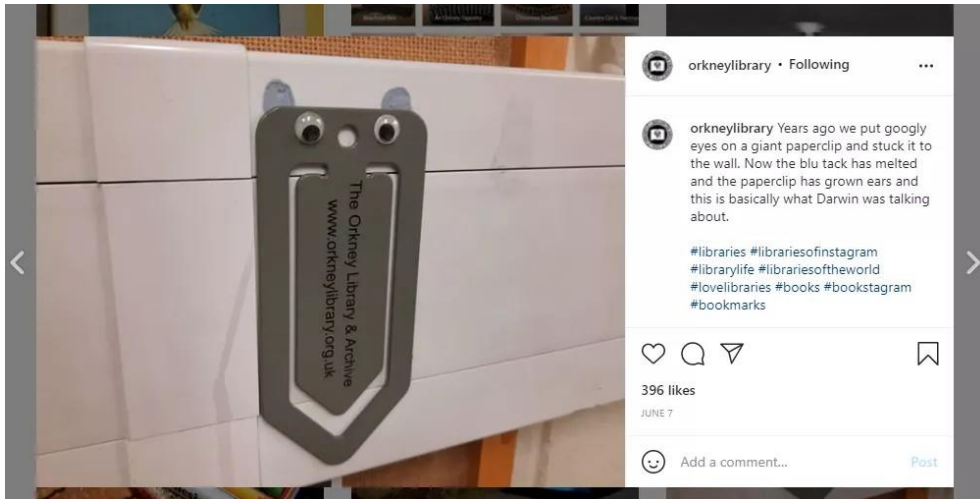 orkneylibrary • Following
orkneylibrary Years ago we put googly
eyes on a giant paperclip and stuck it to
the wall. Now the blu tack has melted
and the paperclip has grown ears and
this is basically what Darwin was talking
about.
#libraries #librariesofinstagram
#librarylife #librariesoftheworld
#lovelibraries #books #bookstagram
#bookmarks
396 likes
JUNE 7
Add a comment...
Post
The Orkney Library & Archive
www.orkneylibrary.org.uk